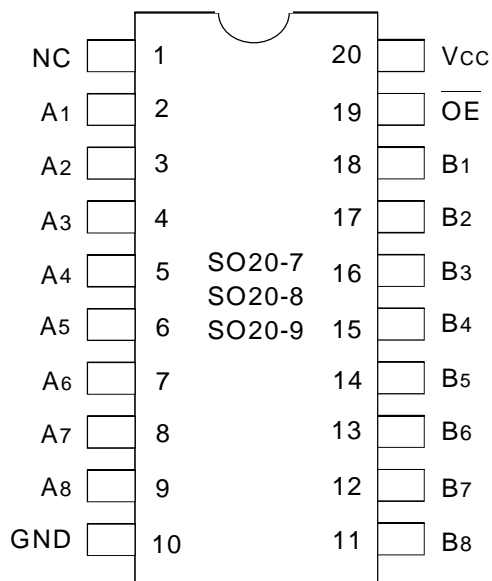 NC 1 20 VCC
A1 2 19 OE
A2 3 18 B1
A3 4 17 B2
A4 5 SO20-7 16 B3
SO20-8
A5 6 SO20-9 15 B4
A6 7 14 B5
A7 8 13 B6
A8 9 12 B7
GND 10 11 B8